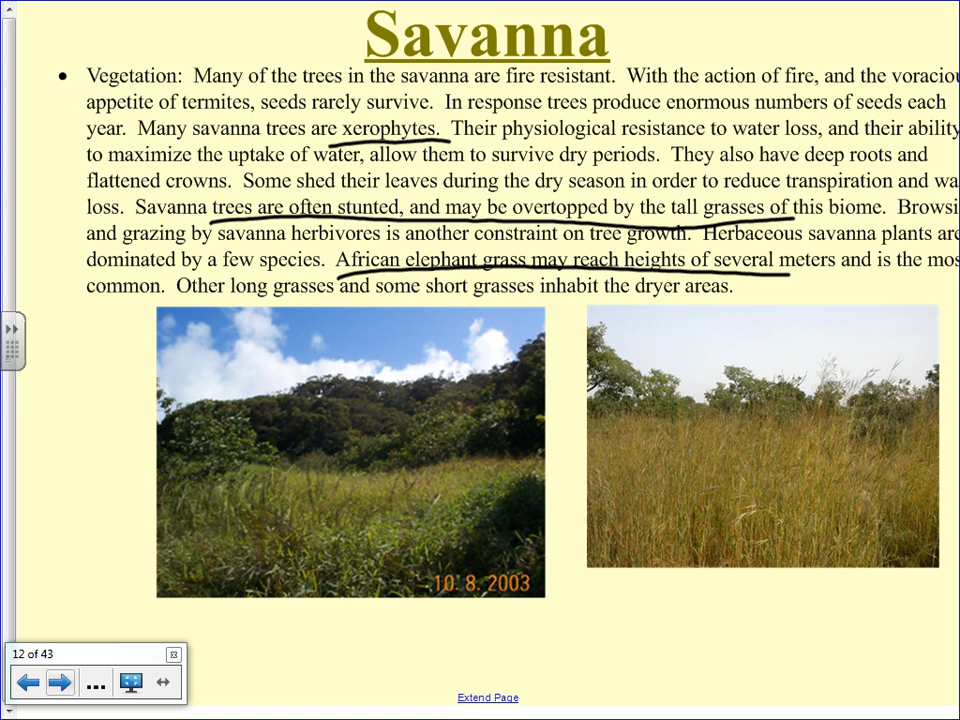 Savanna
• Vegetation: Many of the trees in the savanna are fire resistant. With the action of fire, and the voraciou
appetite of termites, seeds rarely survive. In response trees produce enormous numbers of seeds each
year. Many savanna trees are xerophytes. Their physiological resistance to water loss, and their ability
to maximize the uptake of water, allow them to survive dry periods. They also have deep roots and
flattened crowns. Some shed their leaves during the dry season in order to reduce transpiration and wa
loss. Savanna trees are often stunted, and may be overtopped by the tall grasses of this biome. Browsi
and grazing by savanna herbivores is another constraint on tree growth. Herbaceous savanna plants are
dominated by a few species. African elephant grass may reach heights of several meters and is the mos
common. Other long grasses and some short grasses inhabit the dryer areas.
10. 8. 2003
12 of 43
...
Extend Page